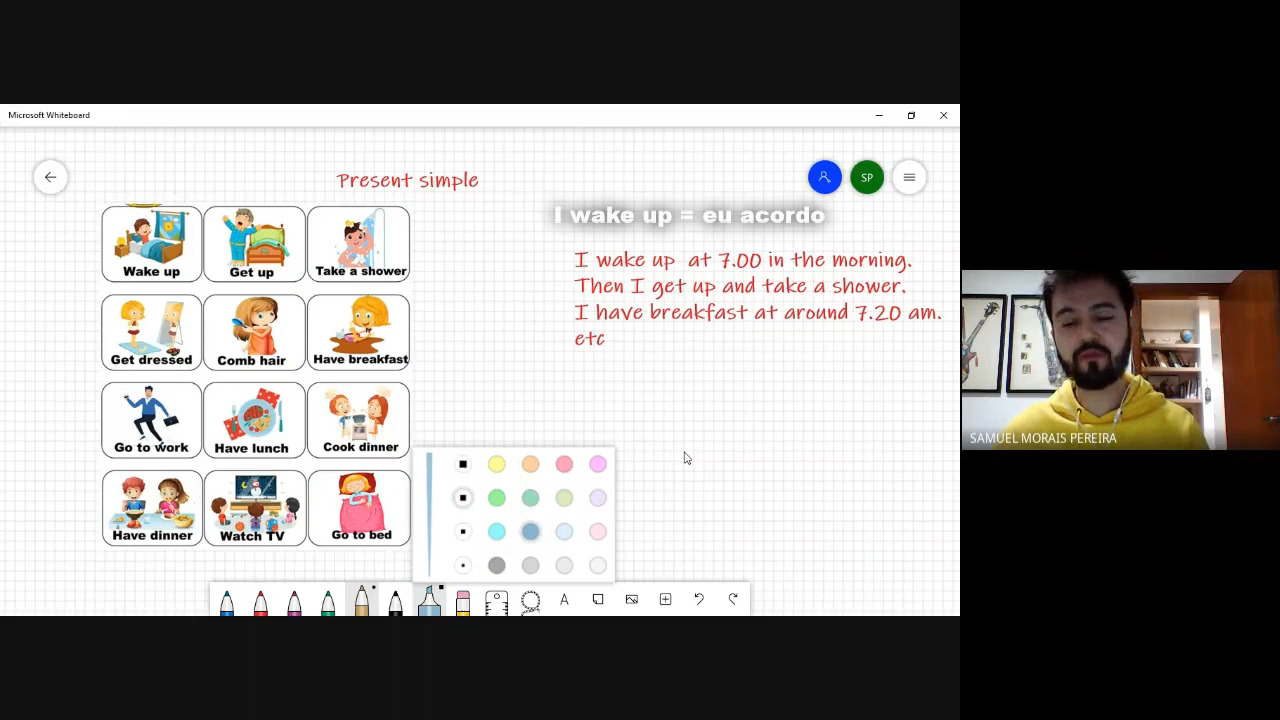 Microsoft Whiteboard
Present simple
SP
I wake up = eu acordo
I wake up at 7.00 in the morning.
Then I get up and take a shower.
I have breakfast at around 7.20 am.
etc
Wake up
Get up
Take a shower
Get dressed
Comb hair
Have breakfast
Go to work
Have lunch
Cook dinner
Have dinner
Watch TV
Go to bed
A
SAMUEL MORAIS PEREIRA